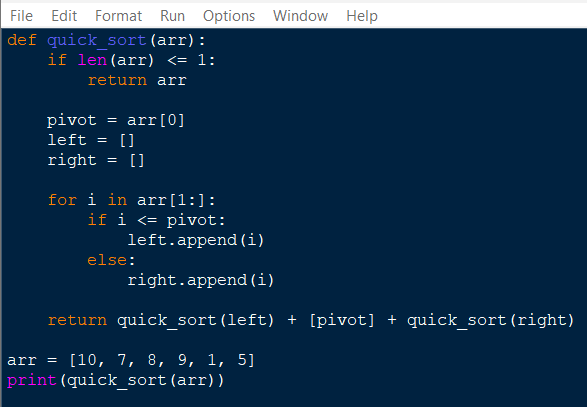 File Edit Format Run Options Window Help
def quick_sort(arr):
    if len(arr) <= 1:
        return arr

    pivot = arr[0]
    left = []
    right = []

    for i in arr[1:]:
        if i <= pivot:
            left.append(i)
        else:
            right.append(i)

    return quick_sort(left) + [pivot] + quick_sort(right)

arr = [10, 7, 8, 9, 1, 5]
print(quick_sort(arr))